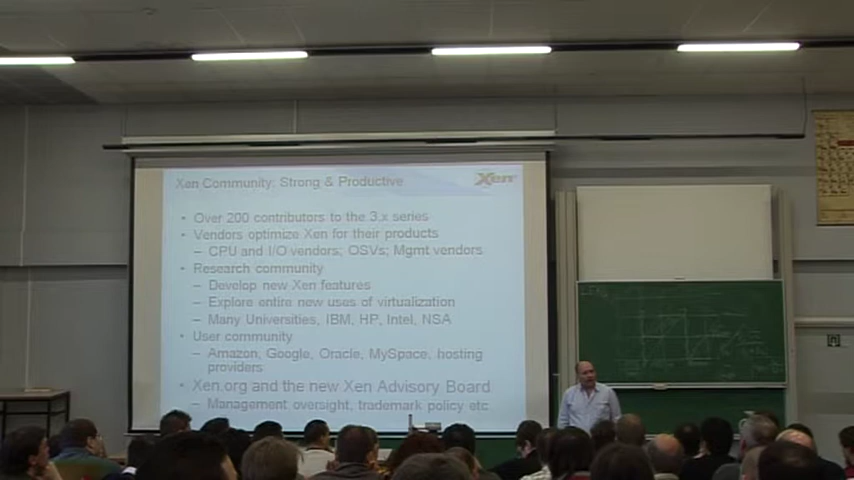 Xen Community: Strong & Productive
Xen
• Over 200 contributors to the 3.x series
• Vendors optimize Xen for their products
– CPU and I/O vendors; OSVs; Mgmt vendors
• Research community
– Develop new Xen features
– Explore entire new uses of virtualization
– Many Universities, IBM, HP, Intel, NSA
• User community
– Amazon, Google, Oracle, MySpace, hosting
providers
• Xen.org and the new Xen Advisory Board
– Management oversight, trademark policy etc